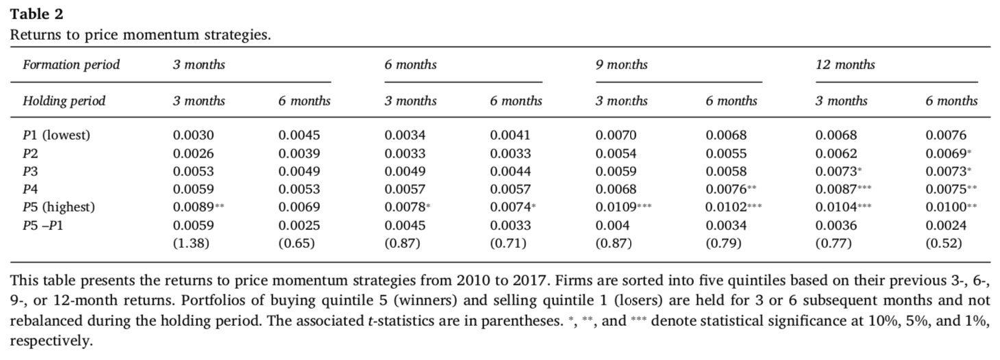 Table 2
Returns to price momentum strategies.
Formation period 3 months 6 months 9 months 12 months
Holding period 3 months 6 months 3 months 6 months 3 months 6 months 3 months 6 months
P1 (lowest) 0.0030 0.0045 0.0034 0.0041 0.0070 0.0068 0.0068 0.0076
P2 0.0026 0.0039 0.0033 0.0033 0.0054 0.0055 0.0062 0.0069*
P3 0.0053 0.0049 0.0049 0.0044 0.0059 0.0058 0.0073* 0.0073*
P4 0.0059 0.0053 0.0057 0.0057 0.0068 0.0076** 0.0087*** 0.0075**
P5 (highest) 0.0089** 0.0069 0.0078* 0.0074* 0.0109*** 0.0102*** 0.0104*** 0.0100**
P5 –P1 0.0059 0.0025 0.0045 0.0033 0.004 0.0034 0.0036 0.0024
(1.38) (0.65) (0.87) (0.71) (0.87) (0.79) (0.77) (0.52)
This table presents the returns to price momentum strategies from 2010 to 2017. Firms are sorted into five quintiles based on their previous 3-, 6-,
9-, or 12-month returns. Portfolios of buying quintile 5 (winners) and selling quintile 1 (losers) are held for 3 or 6 subsequent months and not
rebalanced during the holding period. The associated t-statistics are in parentheses. *, **, and *** denote statistical significance at 10%, 5%, and 1%,
respectively.